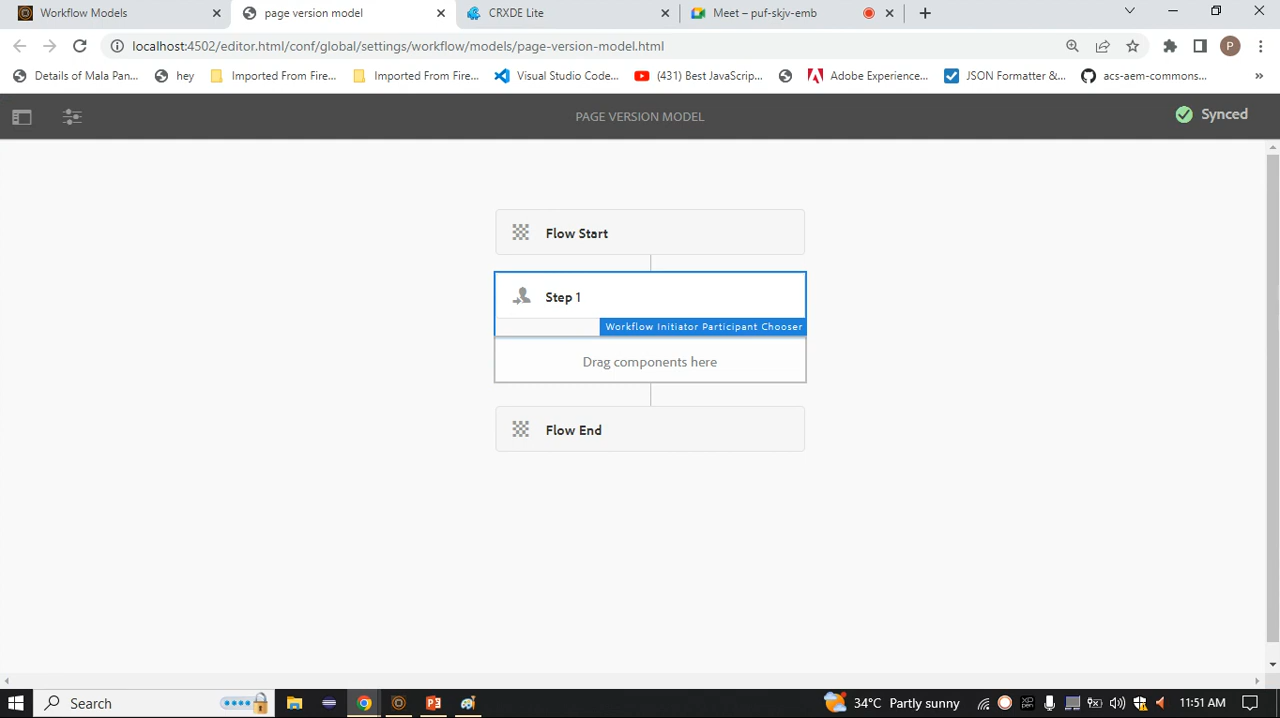 Workflow Models
page version model
CRXDE Lite
Meet – puf-skjv-emb
localhost:4502/editor.html/conf/global/settings/workflow/models/page-version-model.html
P
Details of Mala Pan...
hey
Imported From Fire...
Imported From Fire...
Visual Studio Code...
(431) Best JavaScrip...
Adobe Experience...
JSON Formatter &...
acs-aem-commons...
»
PAGE VERSION MODEL
Synced
Flow Start
Step 1
Workflow Initiator Participant Chooser
Drag components here
Flow End
Search
34°C Partly sunny
11:51 AM